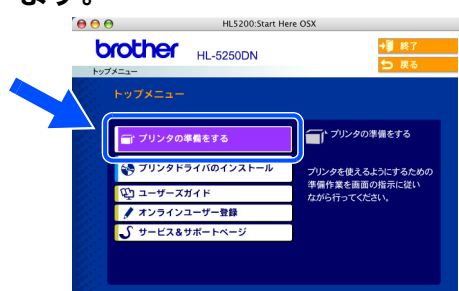 ます。
HL5200:Start Here OSX
brother HL-5250DN
終了
戻る
トップメニュー
トップメニュー
プリンタの準備をする
プリンタドライバのインストール
ユーザーズガイド
オンラインユーザー登録
サービス&サポートページ
プリンタの準備をする
プリンタを使えるようにするための
準備作業を画面の指示に従い
ながら行ってください。